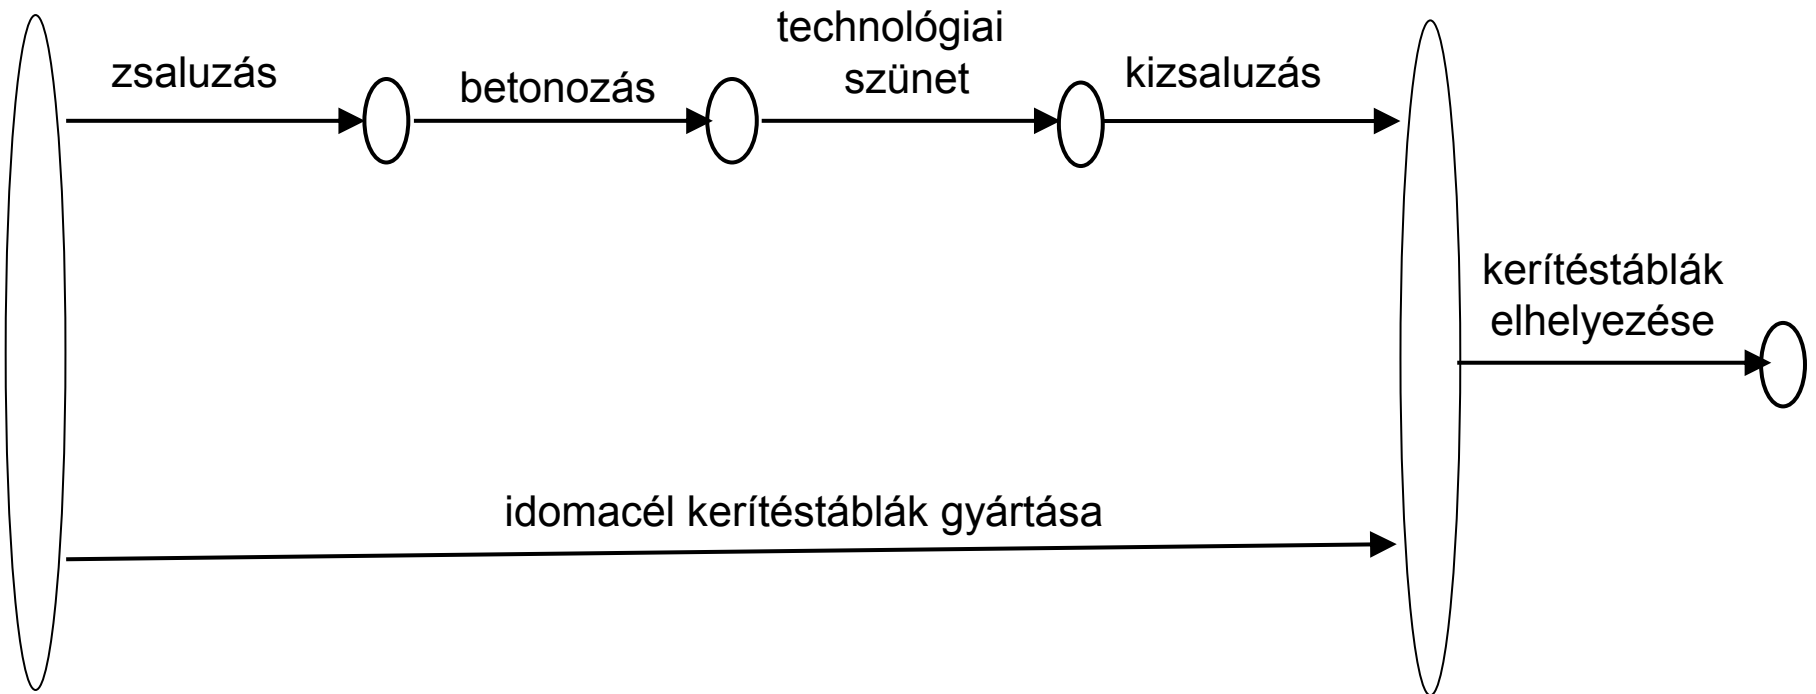 zsaluzás
betonozás
technológiai
szünet
kizsaluzás
kerítéstáblák
elhelyezése
idomacél kerítéstáblák gyártása